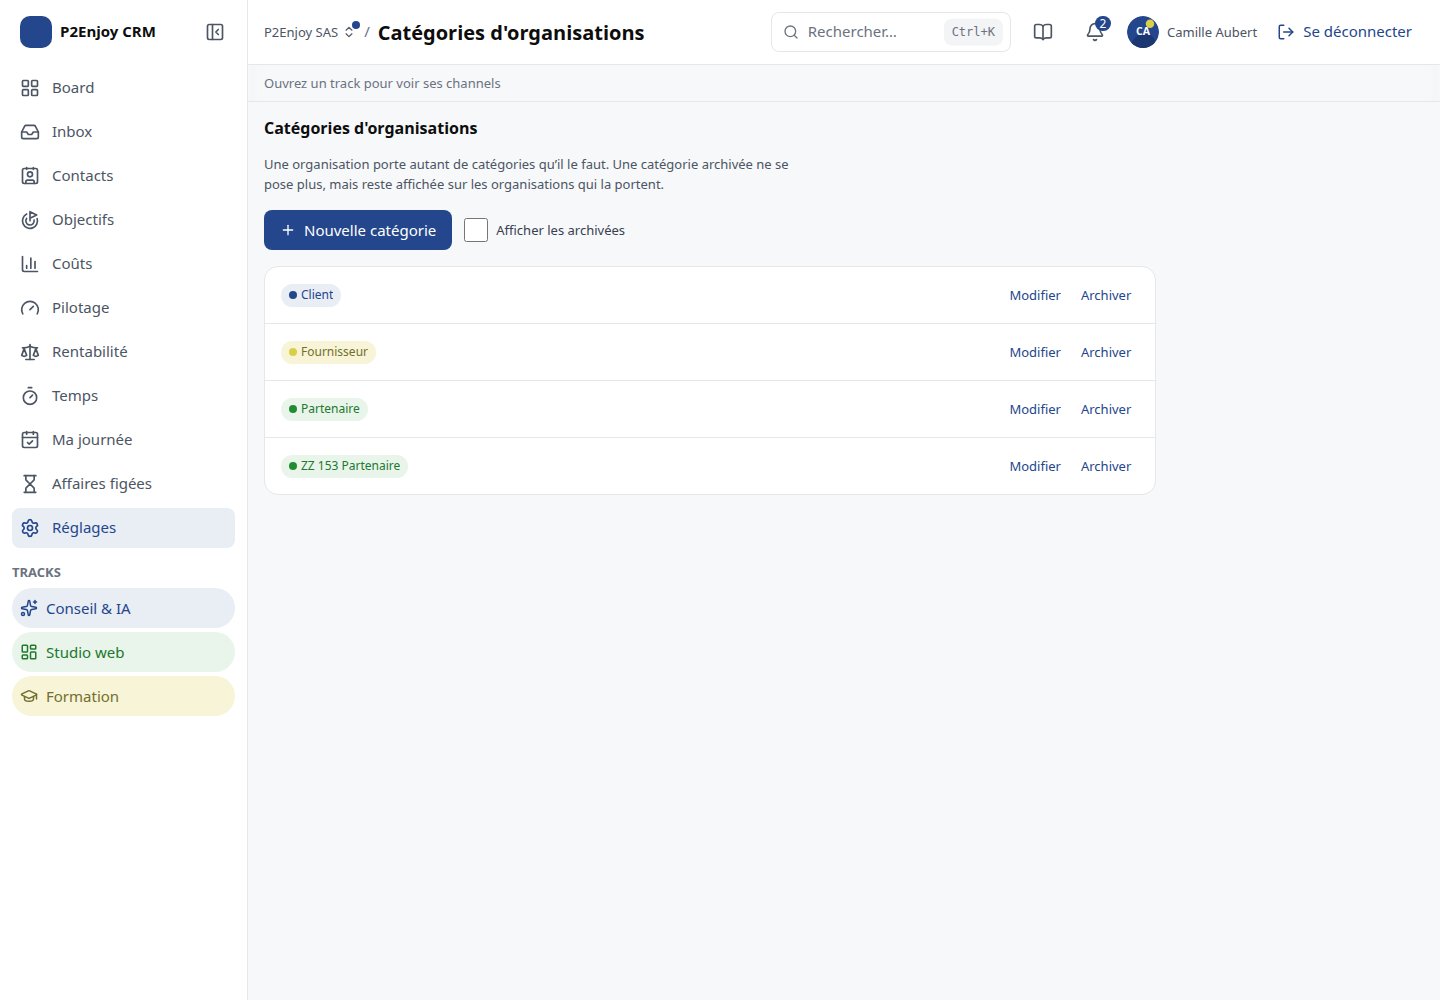 P2Enjoy CRM
Board
Inbox
Contacts
Objectifs
Coûts
Pilotage
Rentabilité
Temps
Ma journée
Affaires figées
Réglages
TRACKS
Conseil & IA
Studio web
Formation
P2Enjoy SAS / Catégories d'organisations
Rechercher... Ctrl+K
2
CA Camille Aubert
Se déconnecter
Ouvrez un track pour voir ses channels
Catégories d'organisations
Une organisation porte autant de catégories qu'il le faut. Une catégorie archivée ne se
pose plus, mais reste affichée sur les organisations qui la portent.
+ Nouvelle catégorie
Afficher les archivées
Client Modifier Archiver
Fournisseur Modifier Archiver
Partenaire Modifier Archiver
ZZ 153 Partenaire Modifier Archiver